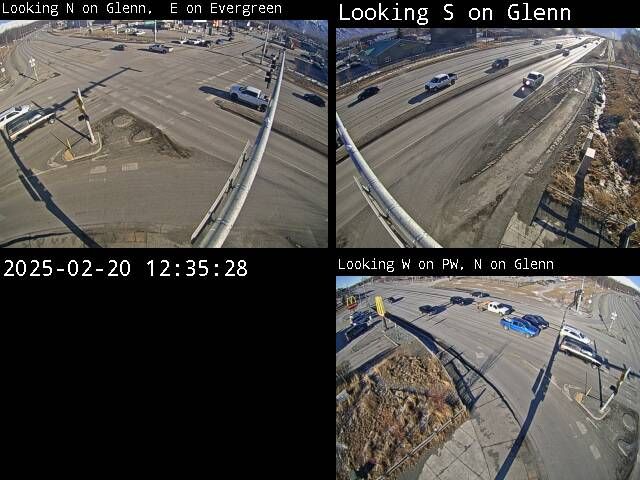 Looking N on Glenn,  E on Evergreen
Looking S on Glenn
2025-02-20 12:35:28
Looking W on PW, N on Glenn